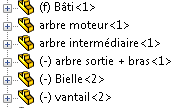 (f) Bâti<1>
arbre moteur<1>
arbre intermédiaire<1>
(-) arbre sortie + bras<1>
(-) Bielle<2>
(-) vantail<2>